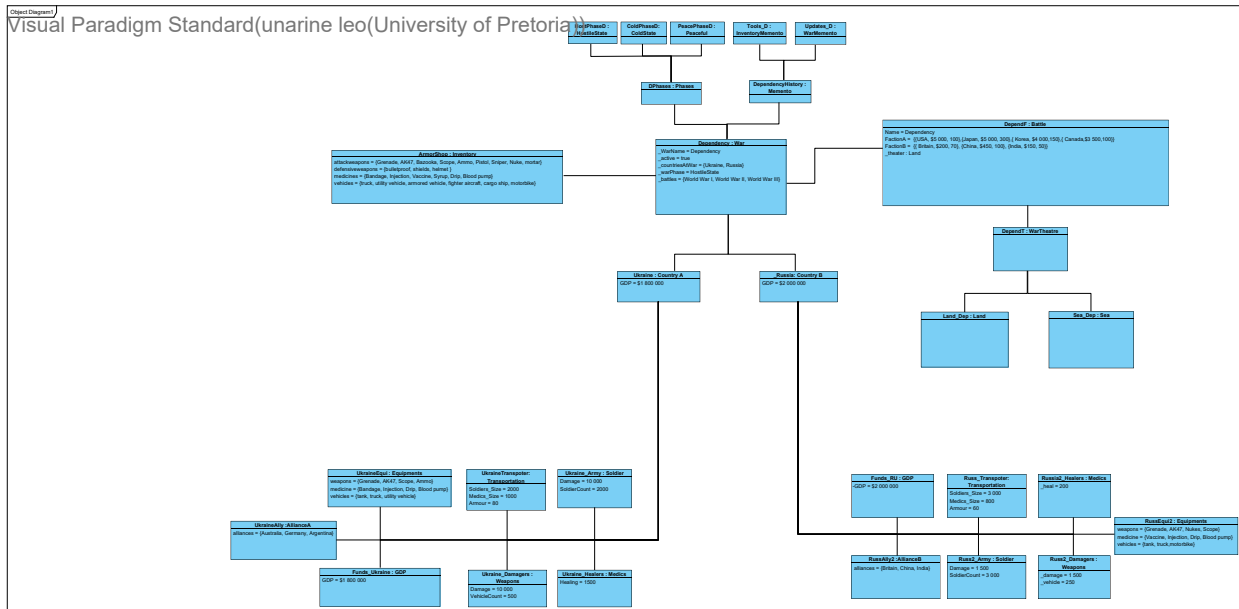 Object Diagram1
Visual Paradigm Standard(unarine leo(University of Pretoria))
HostileState
ColdPhaseD:
ColdState
PeacePhaseD :
Peaceful
Tools_D :
InventoryMemento
Updates_D :
WarMemento
DPhases : Phases
DependencyHistory :
Memento
ArmorShop : Inventory
attackweapons = {Grenade, AK47, Bazooka, Scope, Ammo, Pistol, Sniper, Nuke, mortar}
defensiveweapons = {bulletproof, shields, helmet }
medicines = {Bandage, Injection, Vaccine, Syrup, Drip, Blood pump}
vehicles = {truck, utility vehicle, armored vehicle, fighter aircraft, cargo ship, motorbike}
Dependency : War
_WarName = Dependency
_active = true
_countriesAtWar = {Ukraine, Russia}
_warPhase = HostileState
_battles = {World War I, World War II, World War III}
DependF : Battle
Name = Dependency
FactionA = {{USA, $5 000, 100},{Japan, $5 000, 300},{ Korea, $4 000,150},{ Canada,$3 500,100}}
FactionB = {{ Britain, $200, 70}, {China, $450, 100}, {India, $150, 50}}
_theater : Land
DependT : WarTheatre
Land_Dep : Land
Sea_Dep : Sea
Ukraine : Country A
GDP = $1 800 000
_Russia: Country B
GDP = $2 000 000
UkraineEqui : Equipments
weapons = {Grenade, AK47, Scope, Ammo}
medicine = {Bandage, Injection, Drip, Blood pump}
vehicles = {tank, truck, utility vehicle}
UkraineTranspoter:
Transportation
Soldiers_Size = 2000
Medics_Size = 1000
Armour = 80
Ukraine_Army : Soldier
Damage = 10 000
SoldierCount = 2000
UkraineAlly :AllianceA
alliances = {Australia, Germany, Argentina}
Funds_Ukraine : GDP
GDP = $1 800 000
Ukraine_Damagers :
Weapons
Damage = 10 000
VehicleCount = 500
Ukraine_Healers : Medics
Healing = 1500
Funds_RU : GDP
-GDP = $2 000 000
Russ_Transpoter:
Transportation
Soldiers_Size = 3 000
Medics_Size = 800
Armour = 60
Russia2_Healers : Medics
_heal = 200
RussEqui2 : Equipments
weapons = {Grenada, AK47, Nukes, Scope}
medicine = {Vaccine, Injection, Drip, Blood pump}
vehicles = {tank, truck,motorbike}
RussAlly2 :AllianceB
alliances = {Britain, China, India}
Russ2_Army : Soldier
Damage = 1 500
SoldierCount = 3 000
Russ2_Damagers :
Weapons
_damage = 1 500
_vehicle = 250